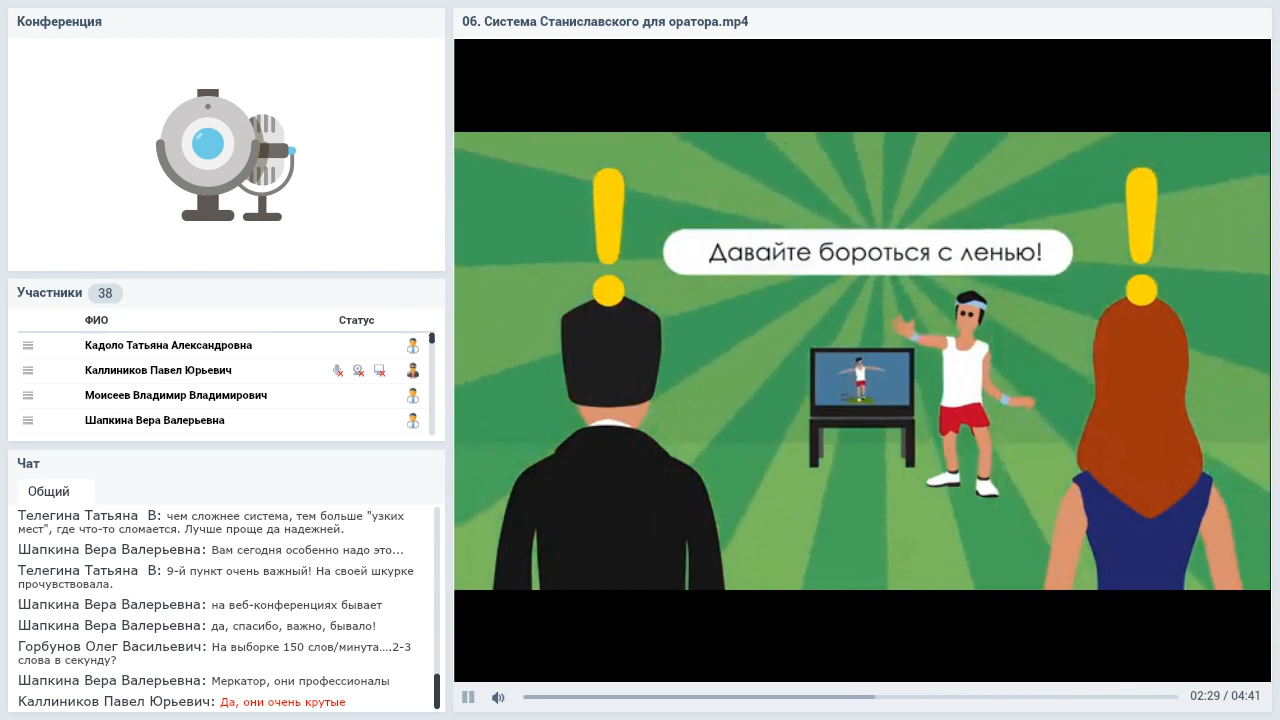 Конференция
Участники 38
ФИО Статус
Кадоло Татьяна Александровна
Каллиников Павел Юрьевич
Моисеев Владимир Владимирович
Шапкина Вера Валерьевна
Чат
Общий
Телегина Татьяна В: чем сложнее система, тем больше "узких
мест", где что-то сломается. Лучше проще да надежней.
Шапкина Вера Валерьевна: Вам сегодня особенно надо это...
Телегина Татьяна В: 9-й пункт очень важный! На своей шкурке
прочувствовала.
Шапкина Вера Валерьевна: на веб-конференциях бывает
Шапкина Вера Валерьевна: да, спасибо, важно, бывало!
Горбунов Олег Васильевич: На выборке 150 слов/минута....2-3
слова в секунду?
Шапкина Вера Валерьевна: Меркатор, они профессионалы
Каллиников Павел Юрьевич: Да, они очень крутые
06. Система Станиславского для оратора.mp4
Давайте бороться с ленью!
02:29 / 04:41